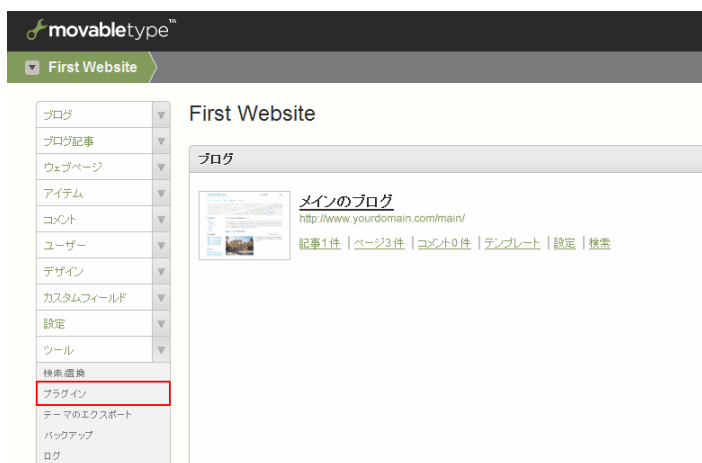 movabletype™
First Website
First Website
ブログ
ブログ記事
ウェブページ
アイテム
コメント
ユーザー
デザイン
カスタムフィールド
設定
ツール
検索/置換
プラグイン
テーマのエクスポート
バックアップ
ログ
ブログ
メインのブログ
http://www.yourdomain.com/main/
記事1件 | ページ3件 | コメント0件 | テンプレート | 設定 | 検索